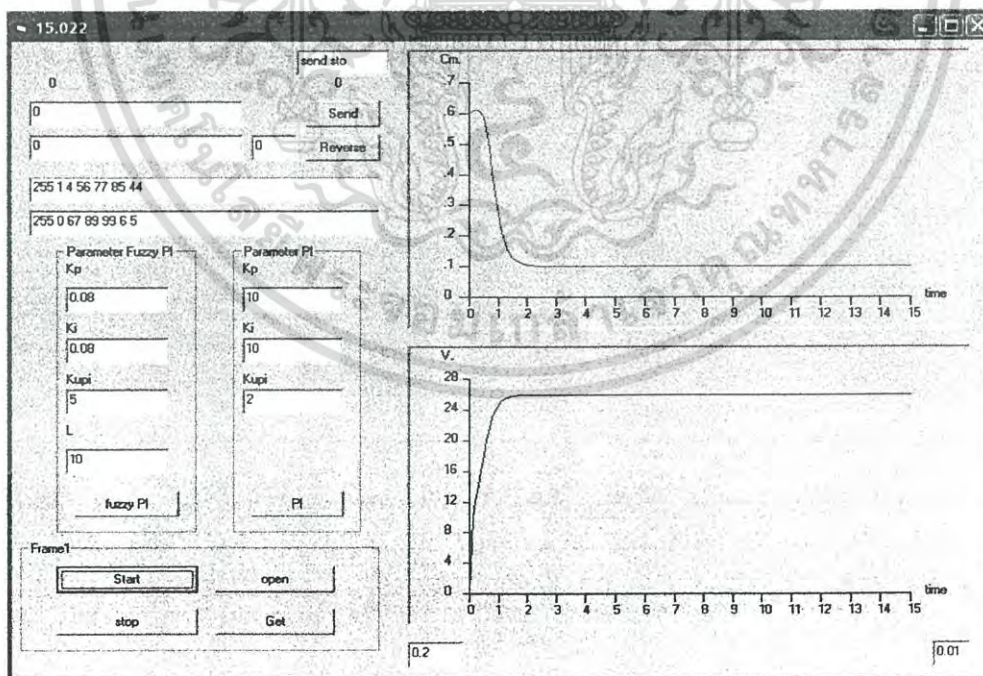 15.022
send sto
0
0
0
Send
0
0
Reverse
255 1 4 56 77 85 44
255 0 67 89 99 6 5
Parameter Fuzzy PI
Kp
0.08
Ki
0.08
Kupi
5
L
10
fuzzy PI
Parameter PI
Kp
10
Ki
10
Kupi
2
PI
Frame1
Start
open
stop
Get
Cm.
.7
.6
.5
.4
.3
.2
.1
0
0 1 2 3 4 5 6 7 8 9 10 11 12 13 14 15
time
V.
28
24
20
16
12
8
4
0
0 1 2 3 4 5 6 7 8 9 10 11 12 13 14 15
time
0.2
0.01